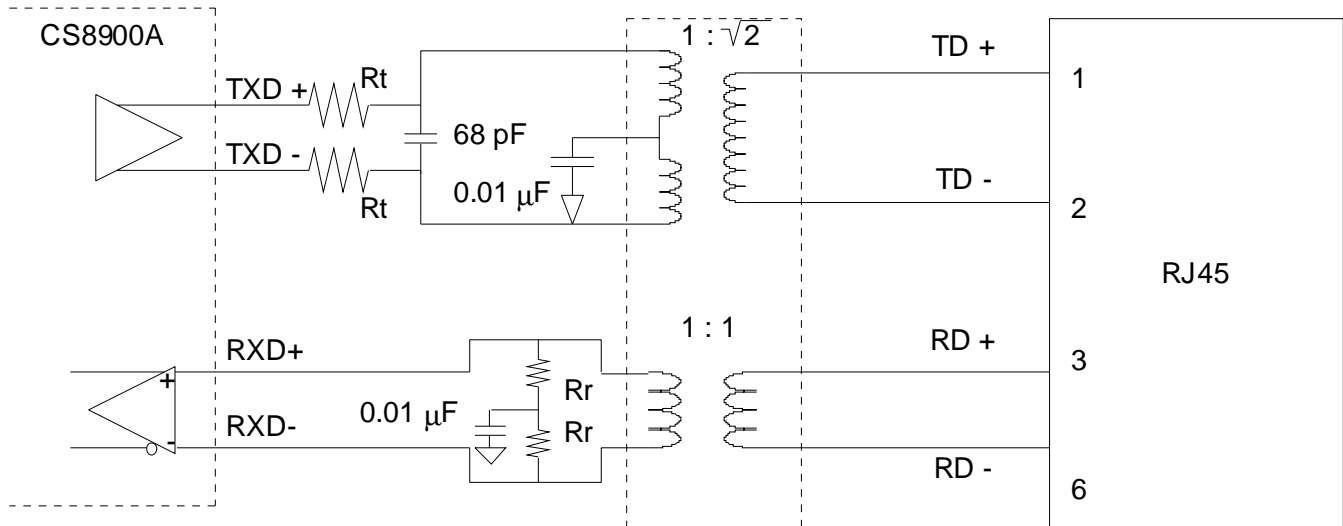 CS8900A
1 : √2
TD +
1
TXD +
Rt
68 pF
TXD -
Rt
0.01 μF
TD -
2
RJ45
1 : 1
RXD+
RD +
3
+
Rr
0.01 μF
RXD-
-
Rr
RD -
6